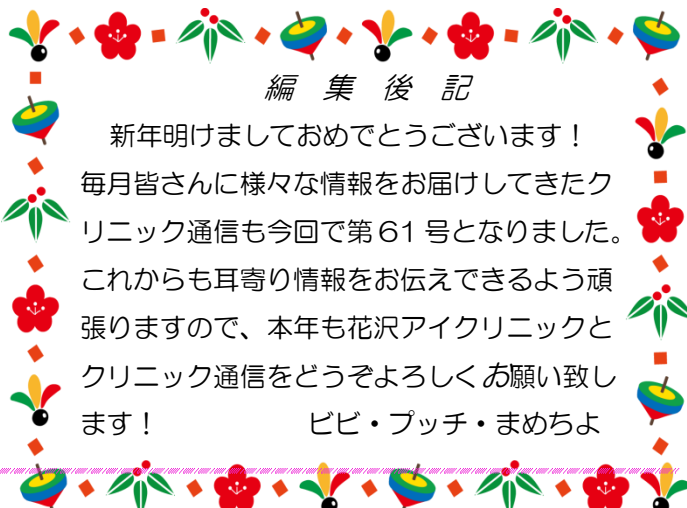 編 集 後 記
新年明けましておめでとうございます！
毎月皆さんに様々な情報をお届けしてきたク
リニック通信も今回で第 61 号となりました。
これからも耳寄り情報をお伝えできるよう頑
張りますので、本年も花沢アイクリニックと
クリニック通信をどうぞよろしくお願い致し
ます！　　　　　　ビビ・プッチ・まめちよ